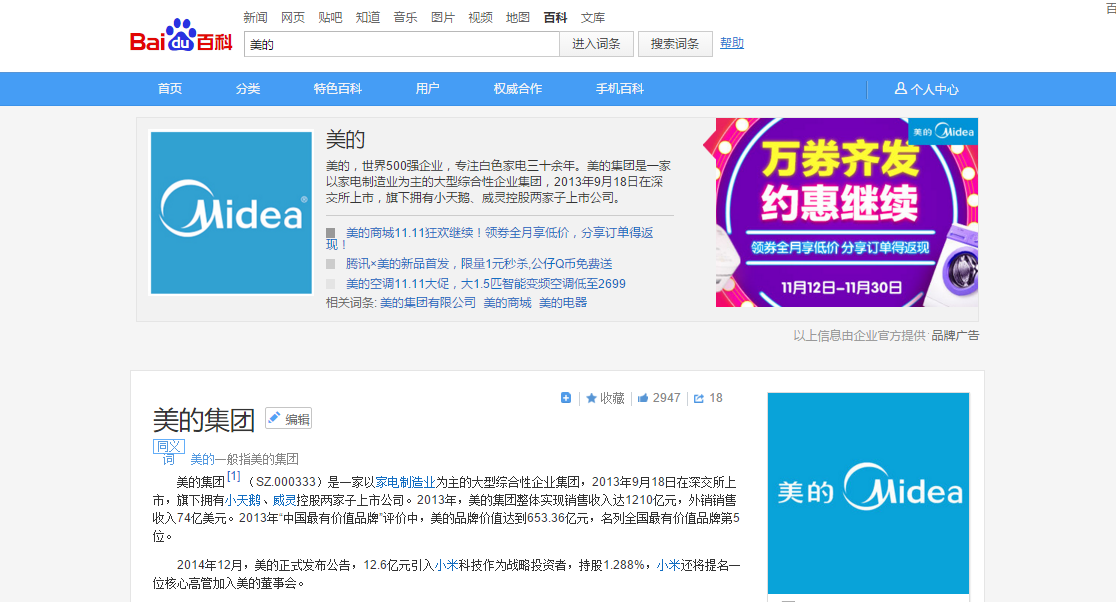 新闻 网页 贴吧 知道 音乐 图片 视频 地图 百科 文库
百
Bai du 百科
美的
进入词条
搜索词条
帮助
首页 分类 特色百科 用户 权威合作 手机百科 个人中心
Midea®
美的
美的，世界500强企业，专注白色家电三十余年。美的集团是一家
以家电制造业为主的大型综合性企业集团，2013年9月18日在深
交所上市，旗下拥有小天鹅、威灵控股两家子上市公司。
美的商城11.11狂欢继续！领券全月享低价，分享订单得返
现！
腾讯×美的新品首发，限量1元秒杀,公仔Q币免费送
美的空调11.11大促，大1.5匹智能变频空调低至2699
相关词条: 美的集团有限公司 美的商城 美的电器
美的 Midea
万券齐发
约惠继续
领券全月享低价 分享订单得返现
11月12日–11月30日
以上信息由企业官方提供· 品牌广告
收藏 2947 18
美的集团 编辑
同义
词 美的一般指美的集团
美的集团[1] （SZ.000333）是一家以家电制造业为主的大型综合性企业集团，2013年9月18日在深交所上
市，旗下拥有小天鹅、威灵控股两家子上市公司。2013年，美的集团整体实现销售收入达1210亿元，外销销售
收入74亿美元。2013年“中国最有价值品牌”评价中，美的品牌价值达到653.36亿元，名列全国最有价值品牌第5
位。
2014年12月，美的正式发布公告，12.6亿元引入小米科技作为战略投资者，持股1.288%，小米还将提名一
位核心高管加入美的董事会。
美的 Midea